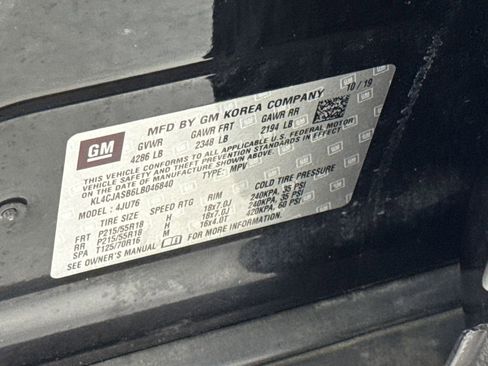 MFD BY GM KOREA COMPANY
10/19
GM
GVWR GAWR FRT GAWR RR
4286 LB 2348 LB 2194 LB
THIS VEHICLE CONFORMS TO ALL APPLICABLE U.S. FEDERAL MOTOR
VEHICLE SAFETY, BUMPER, AND THEFT PREVENTION STANDARDS IN
EFFECT ON THE DATE OF MANUFACTURE SHOWN ABOVE.
KL4CJASB6LB046840 TYPE: MPV
MODEL: 4JU76
TIRE SIZE SPEED RTG RIM COLD TIRE PRESSURE
FRT P215/55R18 H 18x7.0J 240KPA, 35 PSI
RR P215/55R18 H 18x7.0J 240KPA, 35 PSI
SPA T125/70R16 M 16x4.0T 420KPA, 60 PSI
SEE OWNER'S MANUAL FOR MORE INFORMATION.